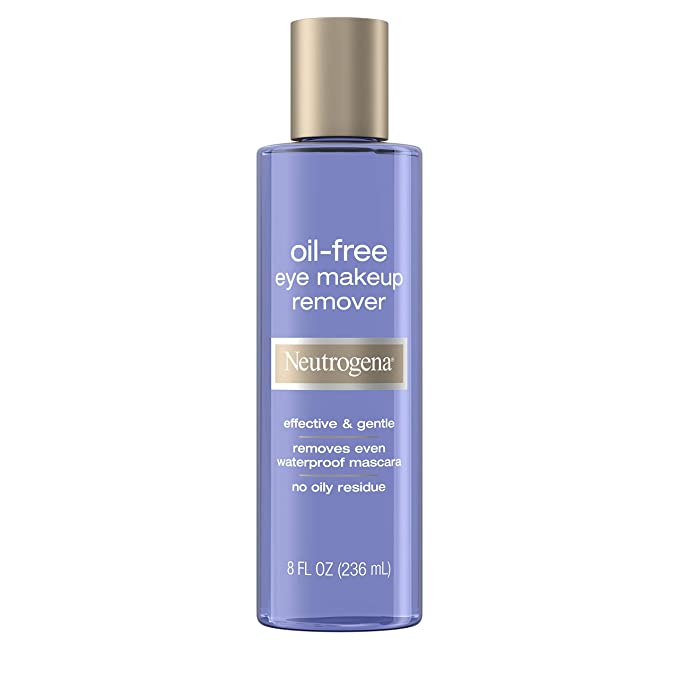 oil-free
eye makeup
remover
Neutrogena®
effective & gentle
removes even
waterproof mascara
no oily residue
8 FL OZ (236 mL)